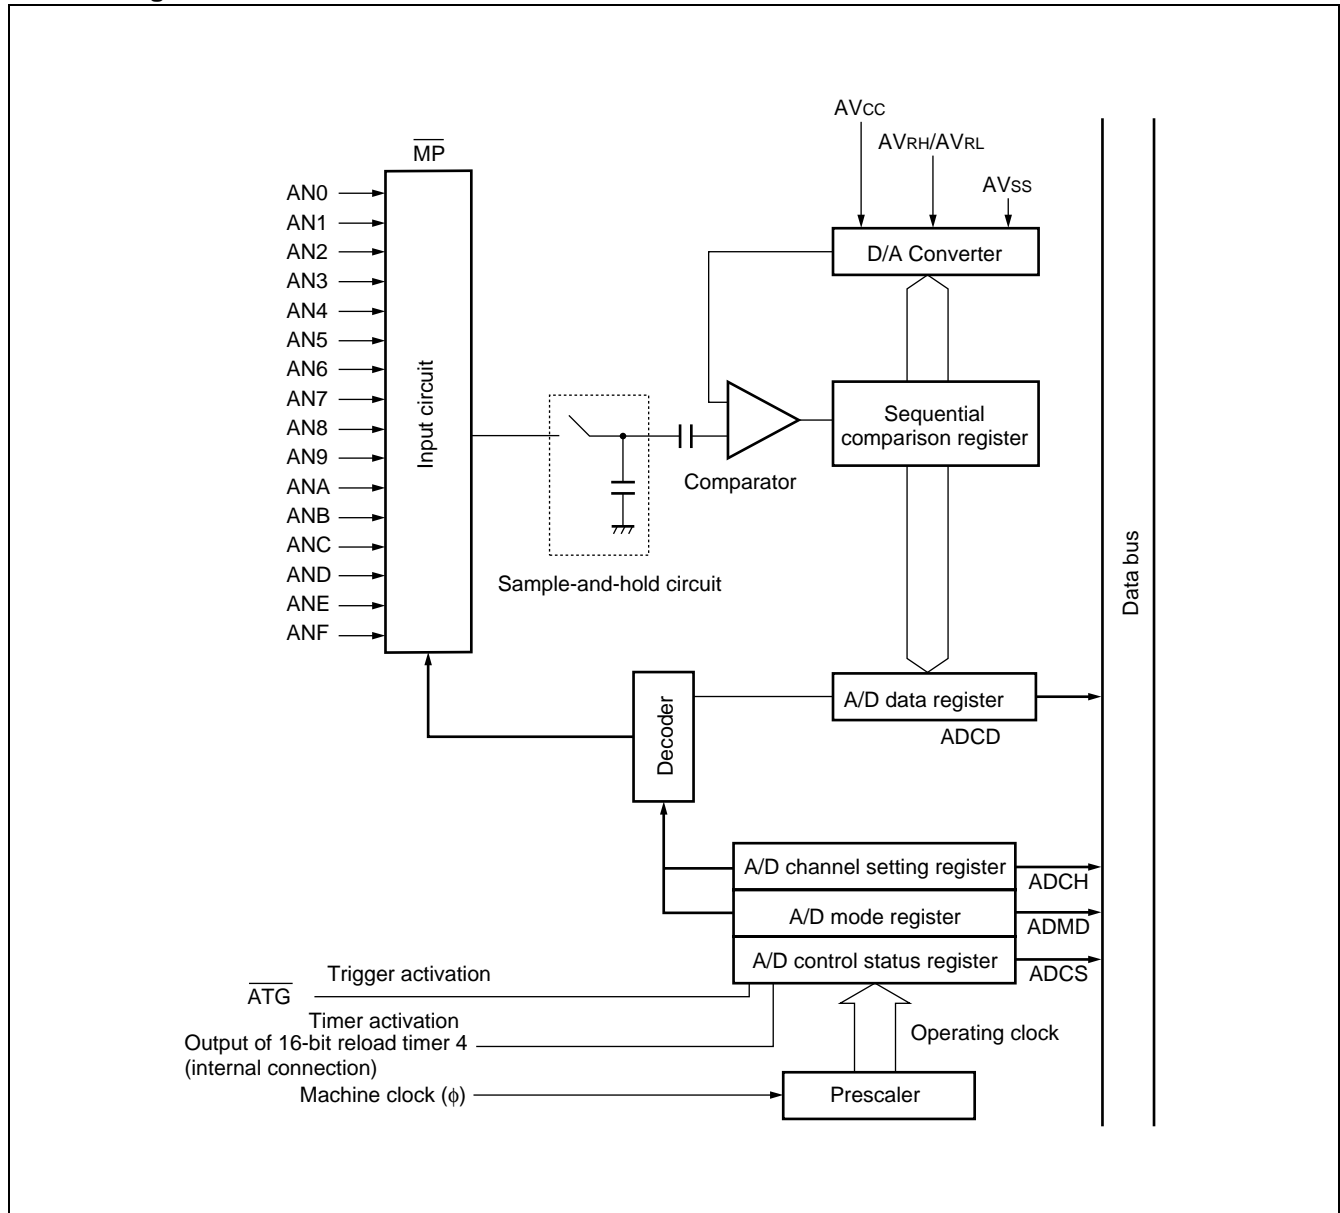 AVCC
AVRH/AVRL
AVSS
MP
AN0
AN1
AN2
AN3
AN4
AN5
AN6
AN7
AN8
AN9
ANA
ANB
ANC
AND
ANE
ANF
Input circuit
D/A Converter
Sequential
comparison register
Comparator
Sample-and-hold circuit
Data bus
Decoder
A/D data register
ADCD
A/D channel setting register
ADCH
A/D mode register
ADMD
A/D control status register
ADCS
Trigger activation
ATG
Timer activation
Output of 16-bit reload timer 4
(internal connection)
Operating clock
Machine clock (ϕ)
Prescaler